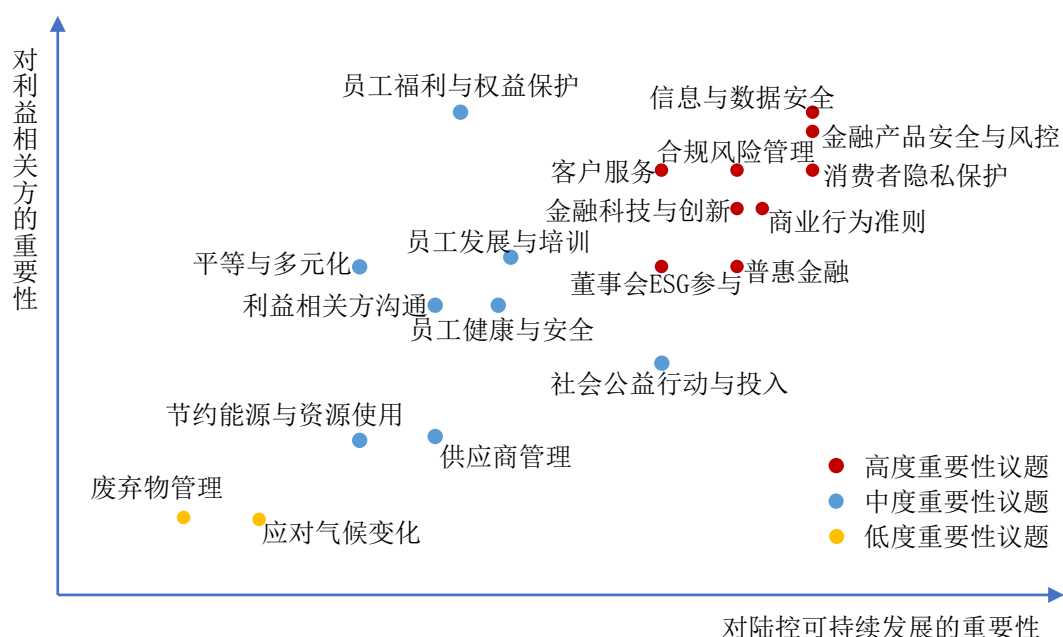 对利益相关方的重要性
员工福利与权益保护
信息与数据安全
金融产品安全与风控
合规风险管理
客户服务
消费者隐私保护
金融科技与创新
商业行为准则
员工发展与培训
平等与多元化
董事会ESG参与
普惠金融
利益相关方沟通
员工健康与安全
社会公益行动与投入
节约能源与资源使用
供应商管理
废弃物管理
应对气候变化
高度重要性议题
中度重要性议题
低度重要性议题
对陆控可持续发展的重要性